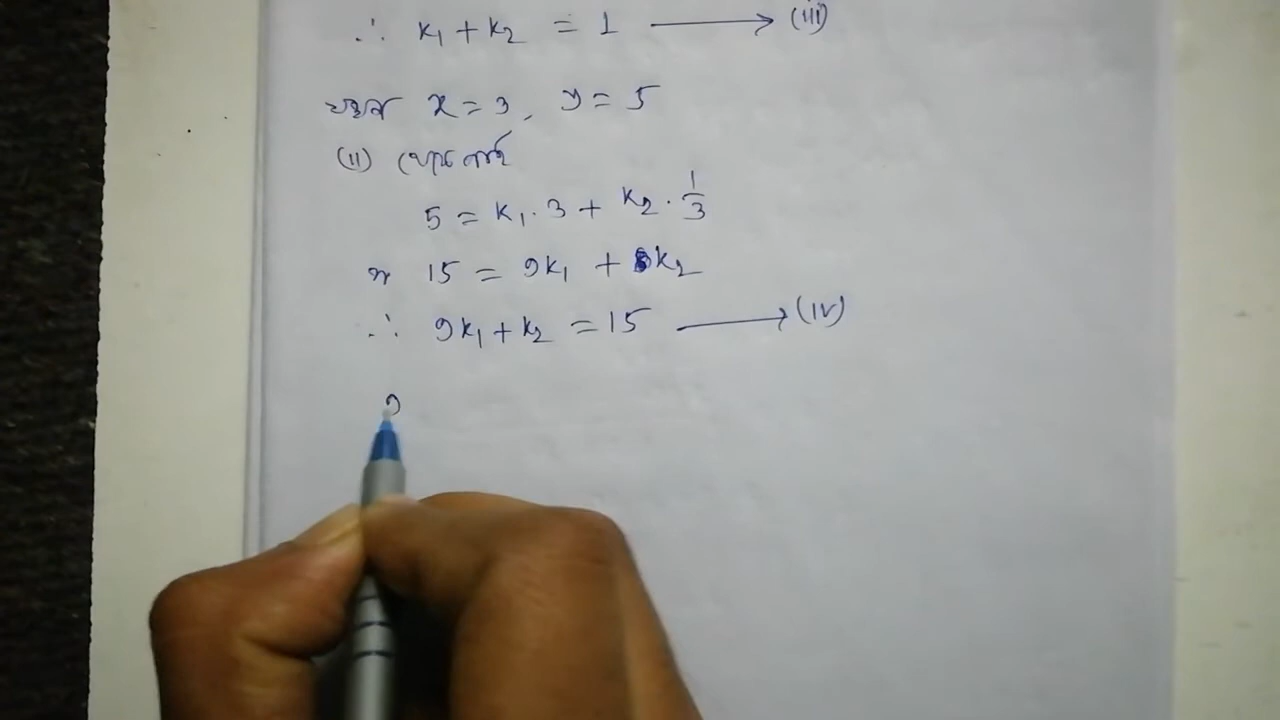 ∴ k₁ + k₂ = 1 ⟶ (iii)
যখন x = 3, y = 5
(ii) থেকে পাই
5 = k₁·3 + k₂·1/3
বা 15 = 9k₁ + k₂
∴ 9k₁ + k₂ = 15 ⟶ (iv)
9